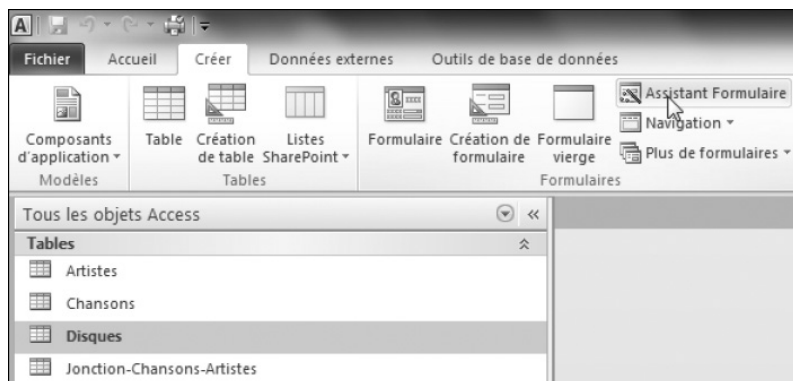 A
Fichier Accueil Créer Données externes Outils de base de données
Composants d'application
Table
Création de table
Listes SharePoint
Formulaire
Création de formulaire
Formulaire vierge
Assistant Formulaire
Navigation
Plus de formulaires
Modèles
Tables
Formulaires
Tous les objets Access
Tables
Artistes
Chansons
Disques
Jonction-Chansons-Artistes